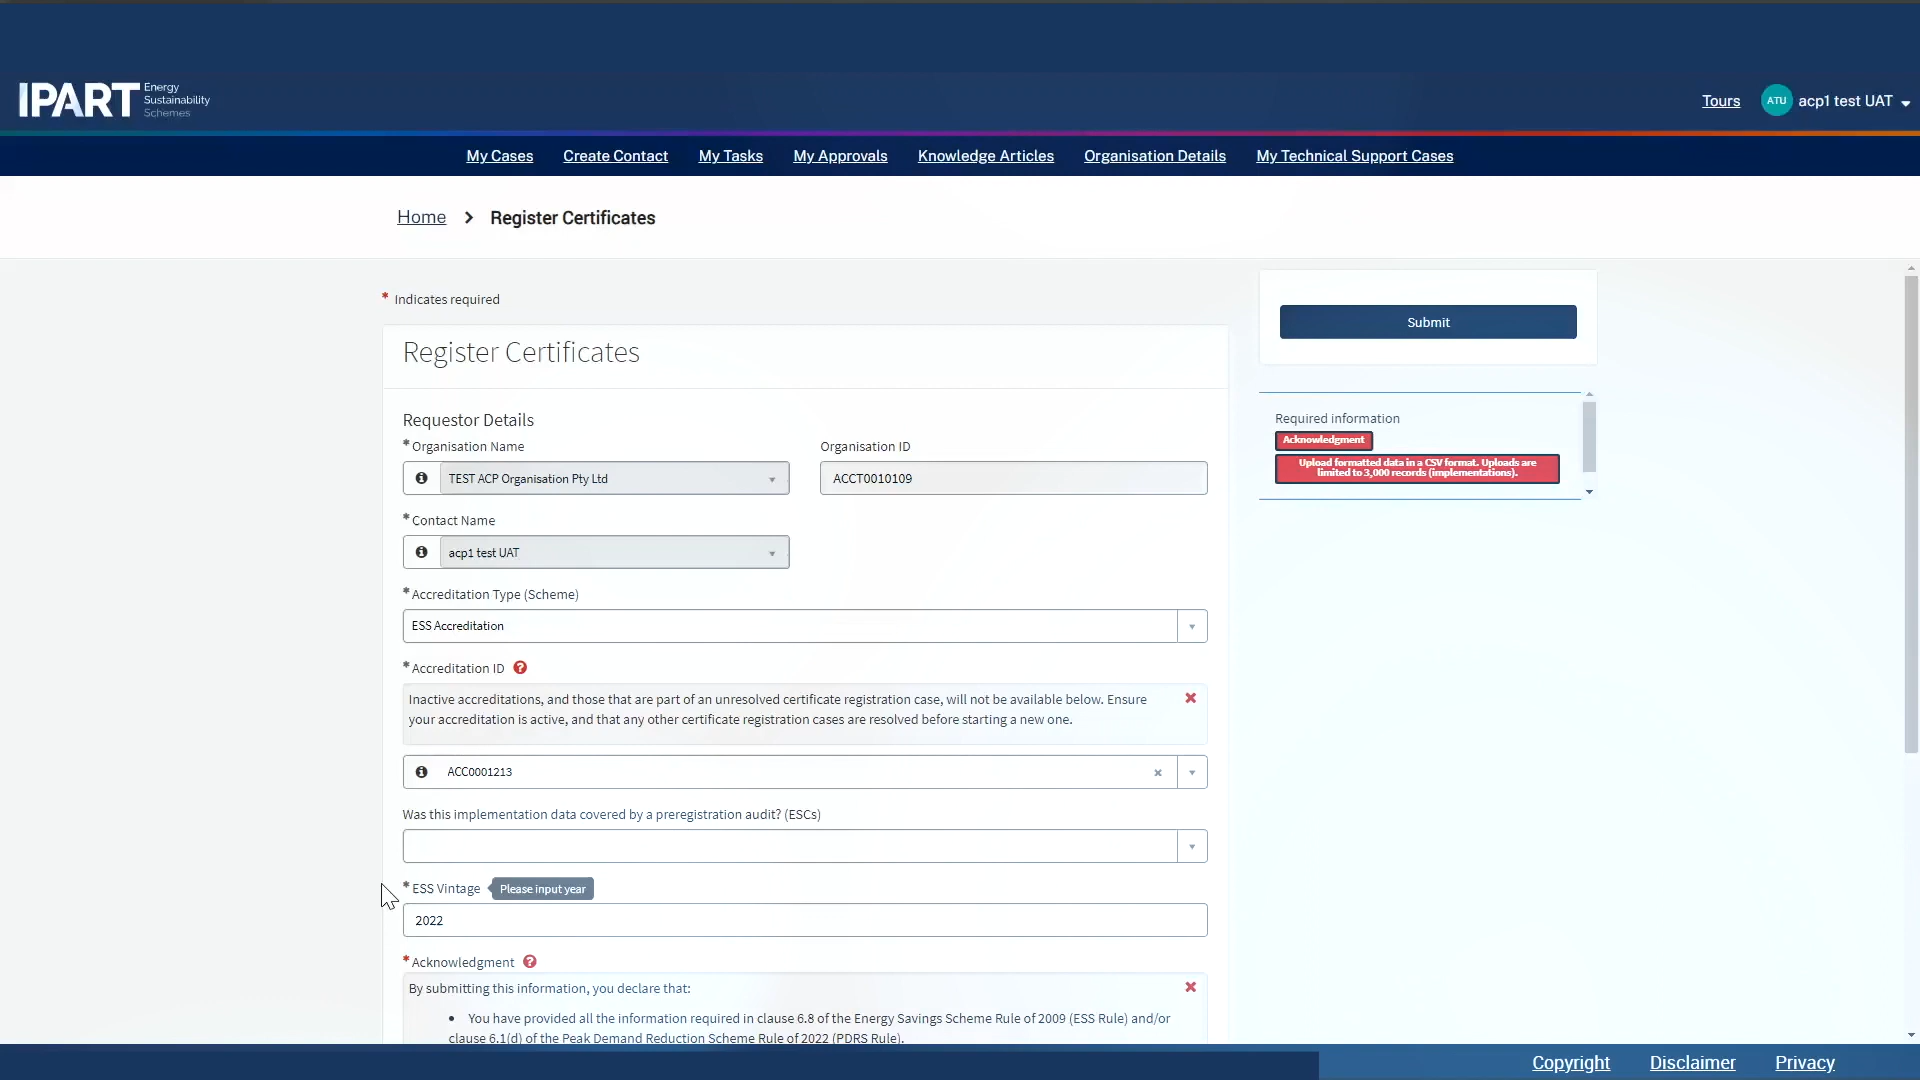 IPART Energy
Sustainability
Schemes
Tours
ATU
acp1 test UAT
My Cases
Create Contact
My Tasks
My Approvals
Knowledge Articles
Organisation Details
My Technical Support Cases
Home
Register Certificates
* Indicates required
Submit
Register Certificates
Required information
Acknowledgment
Upload formatted data in a CSV format. Uploads are
limited to 3,000 records (implementations).
Requestor Details
* Organisation Name
Organisation ID
TEST ACP Organisation Pty Ltd
ACCT0010109
* Contact Name
acp1 test UAT
* Accreditation Type (Scheme)
ESS Accreditation
* Accreditation ID
Inactive accreditations, and those that are part of an unresolved certificate registration case, will not be available below. Ensure
your accreditation is active, and that any other certificate registration cases are resolved before starting a new one.
ACC0001213
Was this implementation data covered by a preregistration audit? (ESCs)
* ESS Vintage
Please input year
2022
* Acknowledgment
By submitting this information, you declare that:
• You have provided all the information required in clause 6.8 of the Energy Savings Scheme Rule of 2009 (ESS Rule) and/or
clause 6.1(d) of the Peak Demand Reduction Scheme Rule of 2022 (PDRS Rule).
Copyright
Disclaimer
Privacy